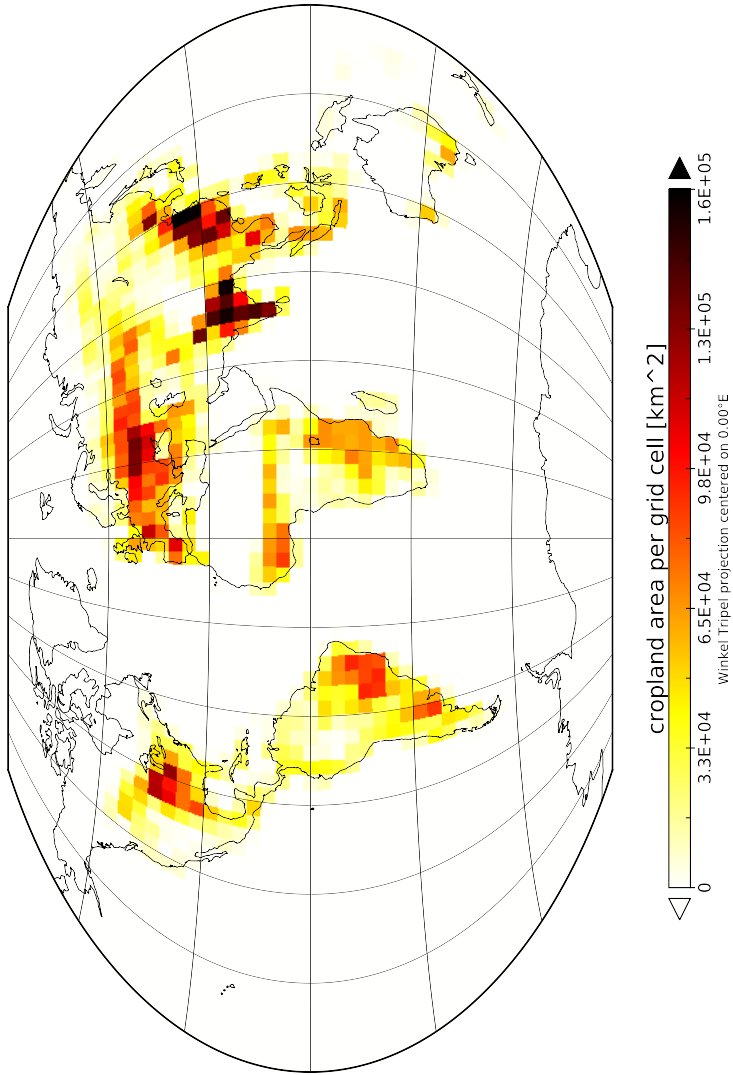 cropland area per grid cell [km^2]
0
3.3E+04
6.5E+04
9.8E+04
1.3E+05
1.6E+05
Winkel Tripel projection centered on 0.00°E